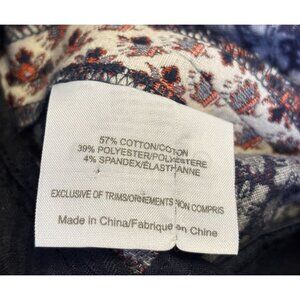 57% COTTON/COTON
39% POLYESTER/POLYESTERE
4% SPANDEX/ÉLASTHANNE
EXCLUSIVE OF TRIMS/ORNEMENTS NON COMPRIS
Made in China/Fabriqué en Chine